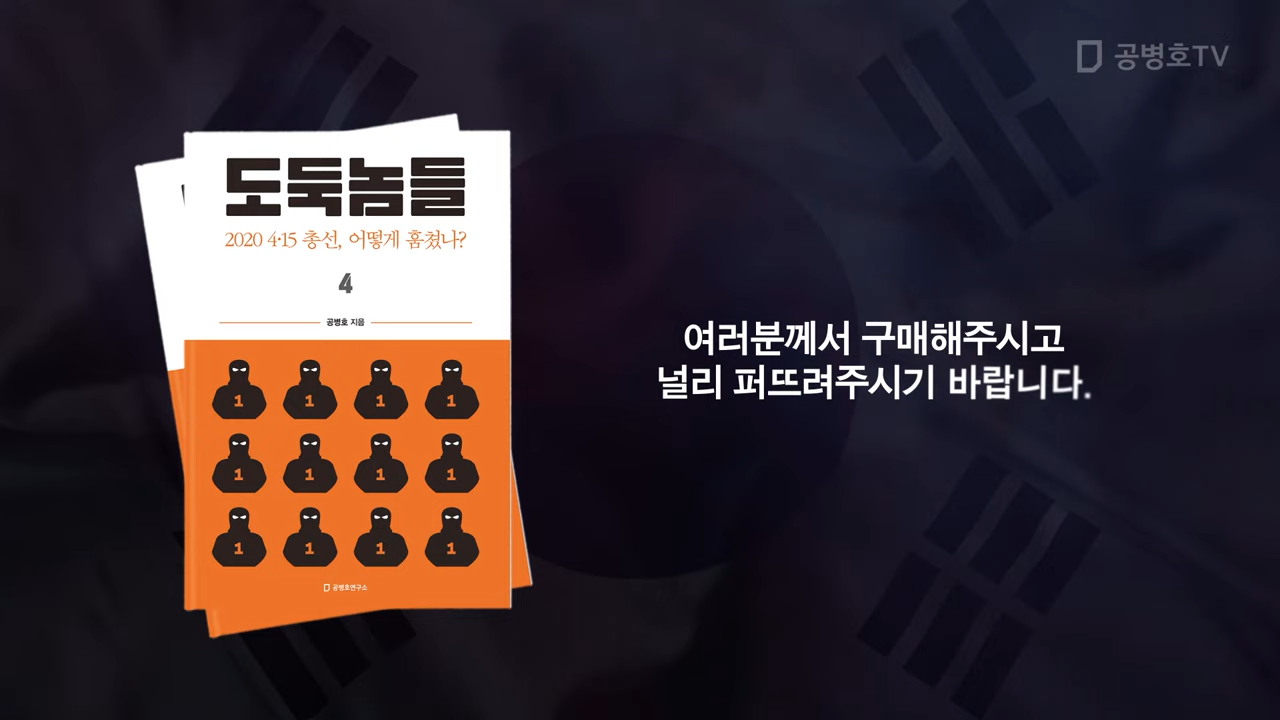 공병호TV
도둑놈들
2020 4·15 총선, 어떻게 훔쳤나?
4
공병호 지음
1 1 1 1
1 1 1 1
1 1 1 1
공병호연구소
여러분께서 구매해주시고
널리 퍼뜨려주시기 바랍니다.